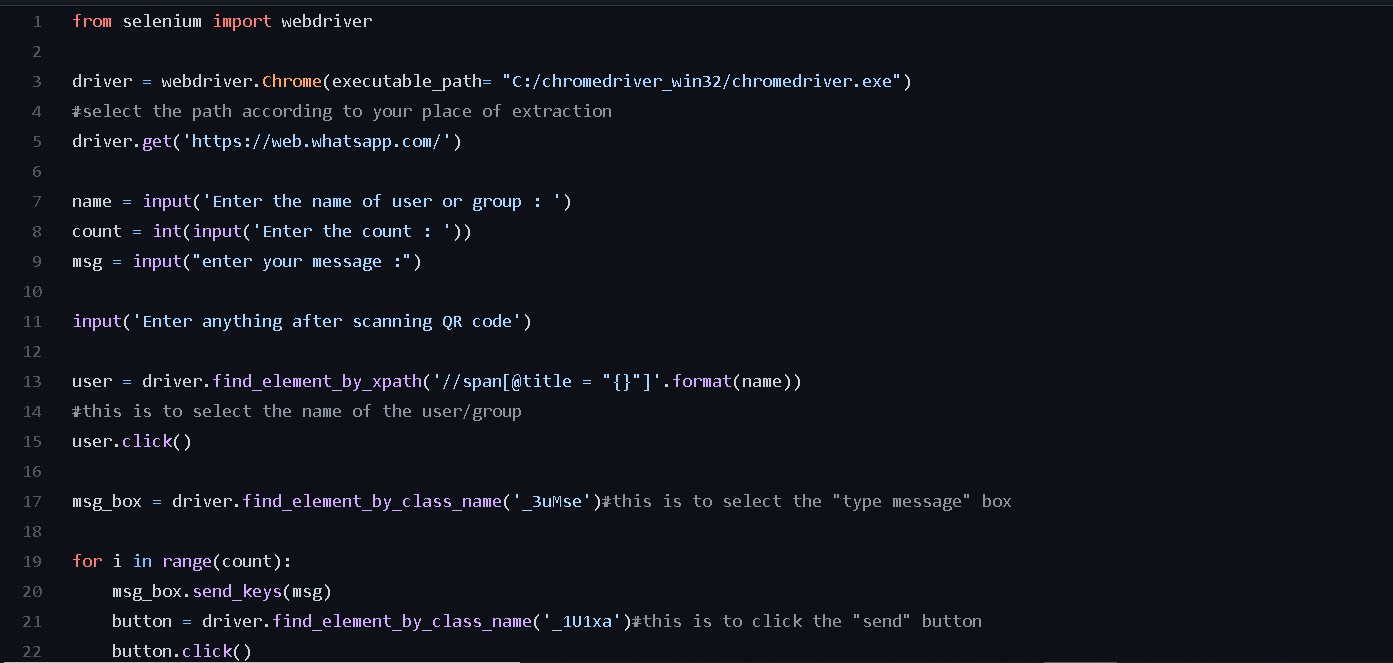 1 from selenium import webdriver
2
3 driver = webdriver.Chrome(executable_path= "C:/chromedriver_win32/chromedriver.exe")
4 #select the path according to your place of extraction
5 driver.get('https://web.whatsapp.com/')
6
7 name = input('Enter the name of user or group : ')
8 count = int(input('Enter the count : '))
9 msg = input("enter your message :")
10
11 input('Enter anything after scanning QR code')
12
13 user = driver.find_element_by_xpath('//span[@title = "{}"]'.format(name))
14 #this is to select the name of the user/group
15 user.click()
16
17 msg_box = driver.find_element_by_class_name('_3uMse')#this is to select the "type message" box
18
19 for i in range(count):
20     msg_box.send_keys(msg)
21     button = driver.find_element_by_class_name('_1U1xa')#this is to click the "send" button
22     button.click()